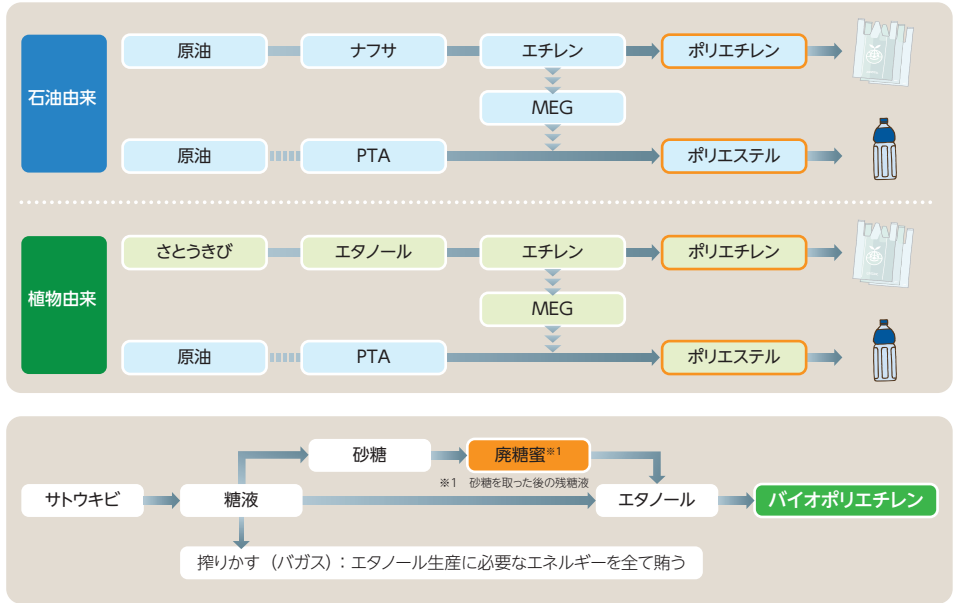 石油由来
原油
ナフサ
エチレン
ポリエチレン
MEG
原油
PTA
ポリエステル
植物由来
さとうきび
エタノール
エチレン
ポリエチレン
MEG
原油
PTA
ポリエステル
砂糖
廃糖蜜※1
※1 砂糖を取った後の残糖液
サトウキビ
糖液
エタノール
バイオポリエチレン
搾りかす（バガス）：エタノール生産に必要なエネルギーを全て賄う